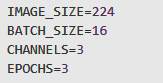 IMAGE_SIZE=224
BATCH_SIZE=16
CHANNELS=3
EPOCHS=3